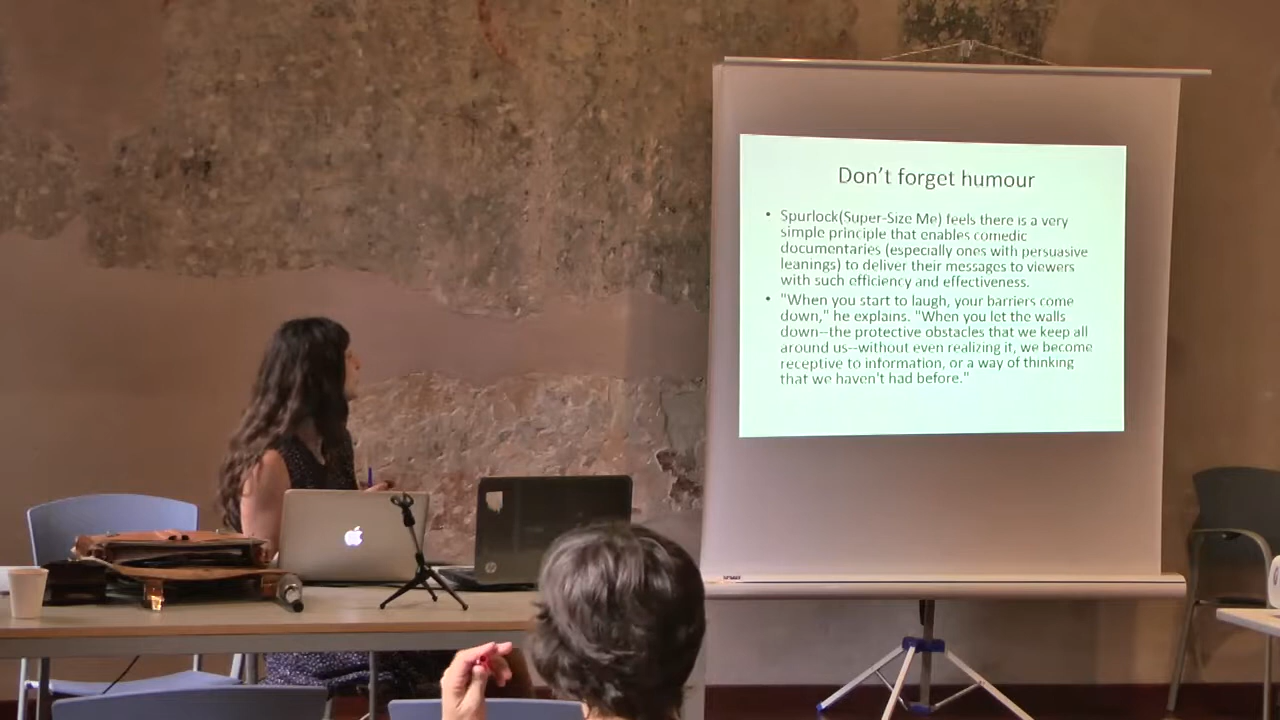 Don't forget humour
• Spurlock(Super-Size Me) feels there is a very
simple principle that enables comedic
documentaries (especially ones with persuasive
leanings) to deliver their messages to viewers
with such efficiency and effectiveness.
• "When you start to laugh, your barriers come
down," he explains. "When you let the walls
down--the protective obstacles that we keep all
around us--without even realizing it, we become
receptive to information, or a way of thinking
that we haven't had before."
hp